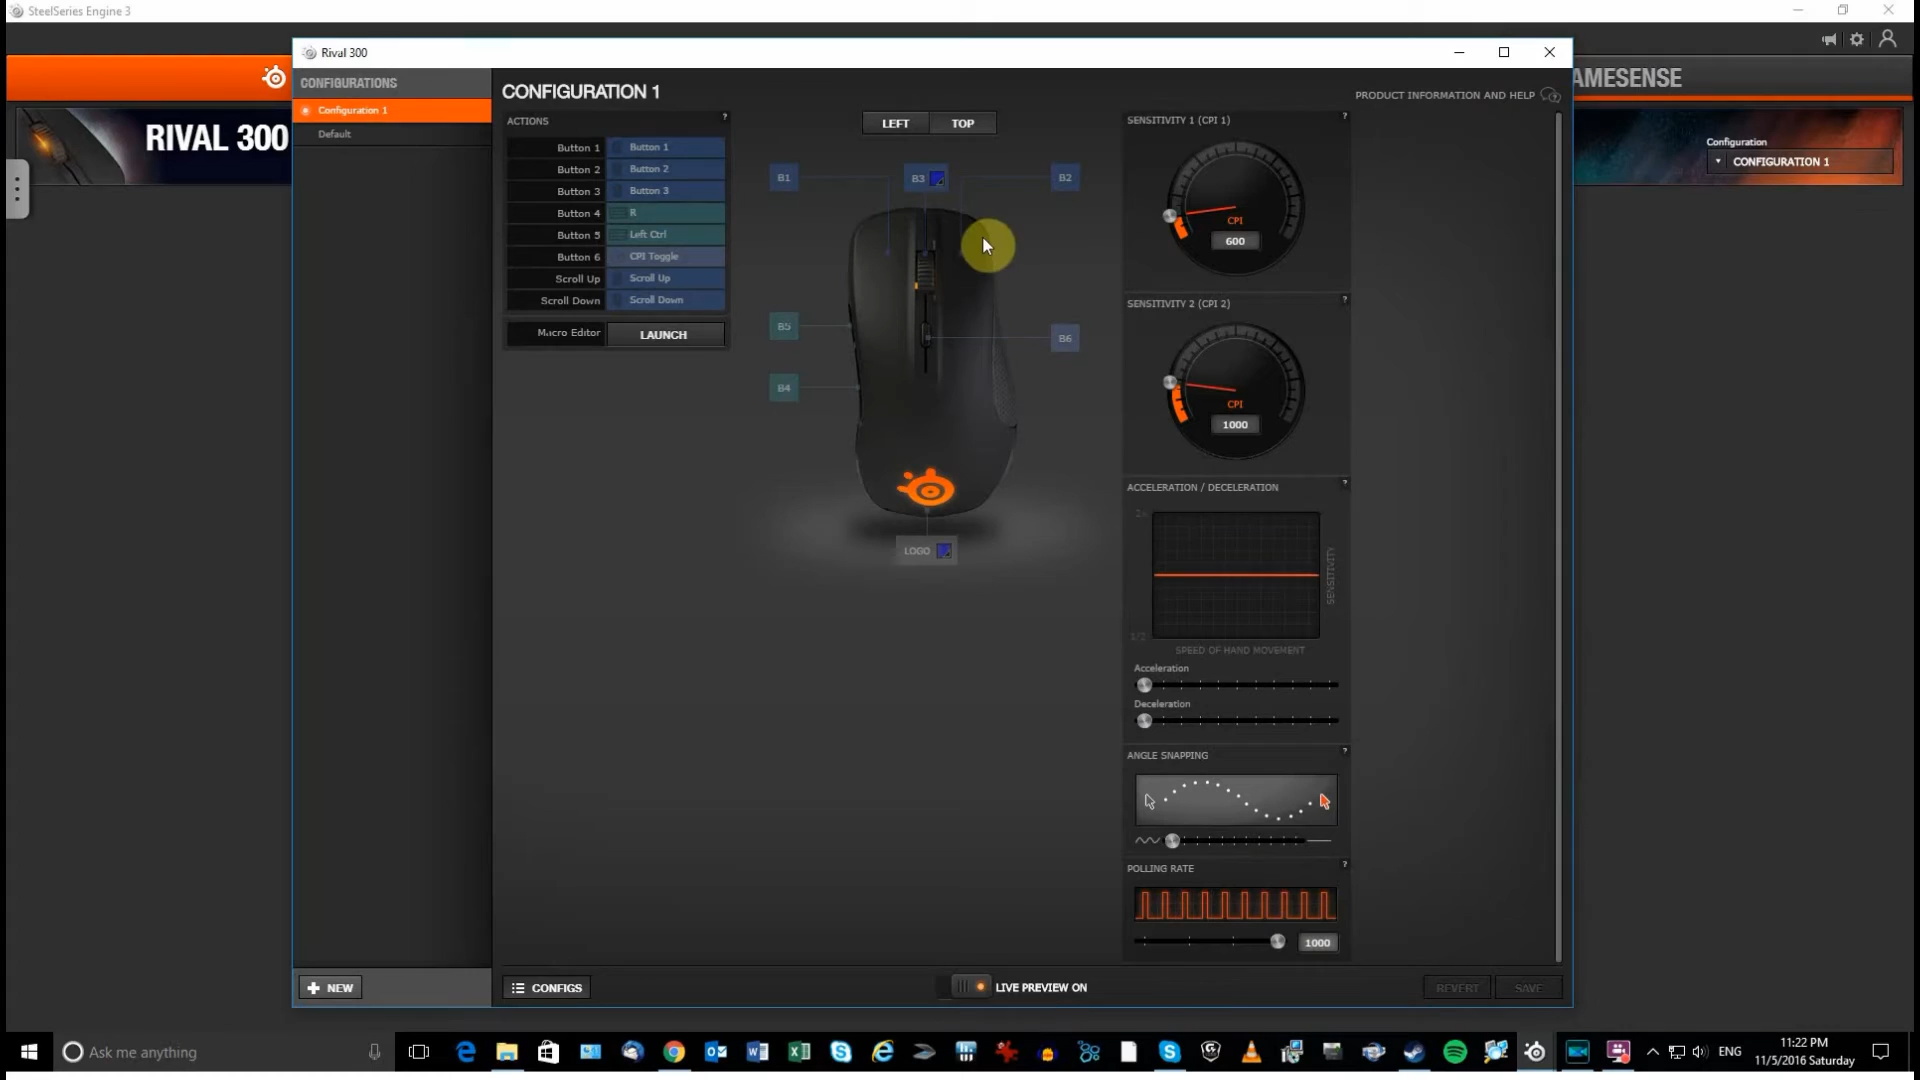 SteelSeries Engine 3
Rival 300
CONFIGURATIONS
Configuration 1
Default
RIVAL 300
AMESENSE
Configuration
CONFIGURATION 1
CONFIGURATION 1
PRODUCT INFORMATION AND HELP
ACTIONS ?
Button 1 Button 1
Button 2 Button 2
Button 3 Button 3
Button 4 R
Button 5 Left Ctrl
Button 6 CPI Toggle
Scroll Up Scroll Up
Scroll Down Scroll Down
Macro Editor LAUNCH
LEFT TOP
B1 B3 B2
B5
B6
B4
LOGO
SENSITIVITY 1 (CPI 1) ?
CPI
600
SENSITIVITY 2 (CPI 2) ?
CPI
1000
ACCELERATION / DECELERATION ?
2x
SENSITIVITY
1/2
SPEED OF HAND MOVEMENT
Acceleration
Deceleration
ANGLE SNAPPING ?
POLLING RATE ?
1000
+ NEW
CONFIGS
LIVE PREVIEW ON
REVERT SAVE
Ask me anything
ENG
11:22 PM
11/5/2016 Saturday